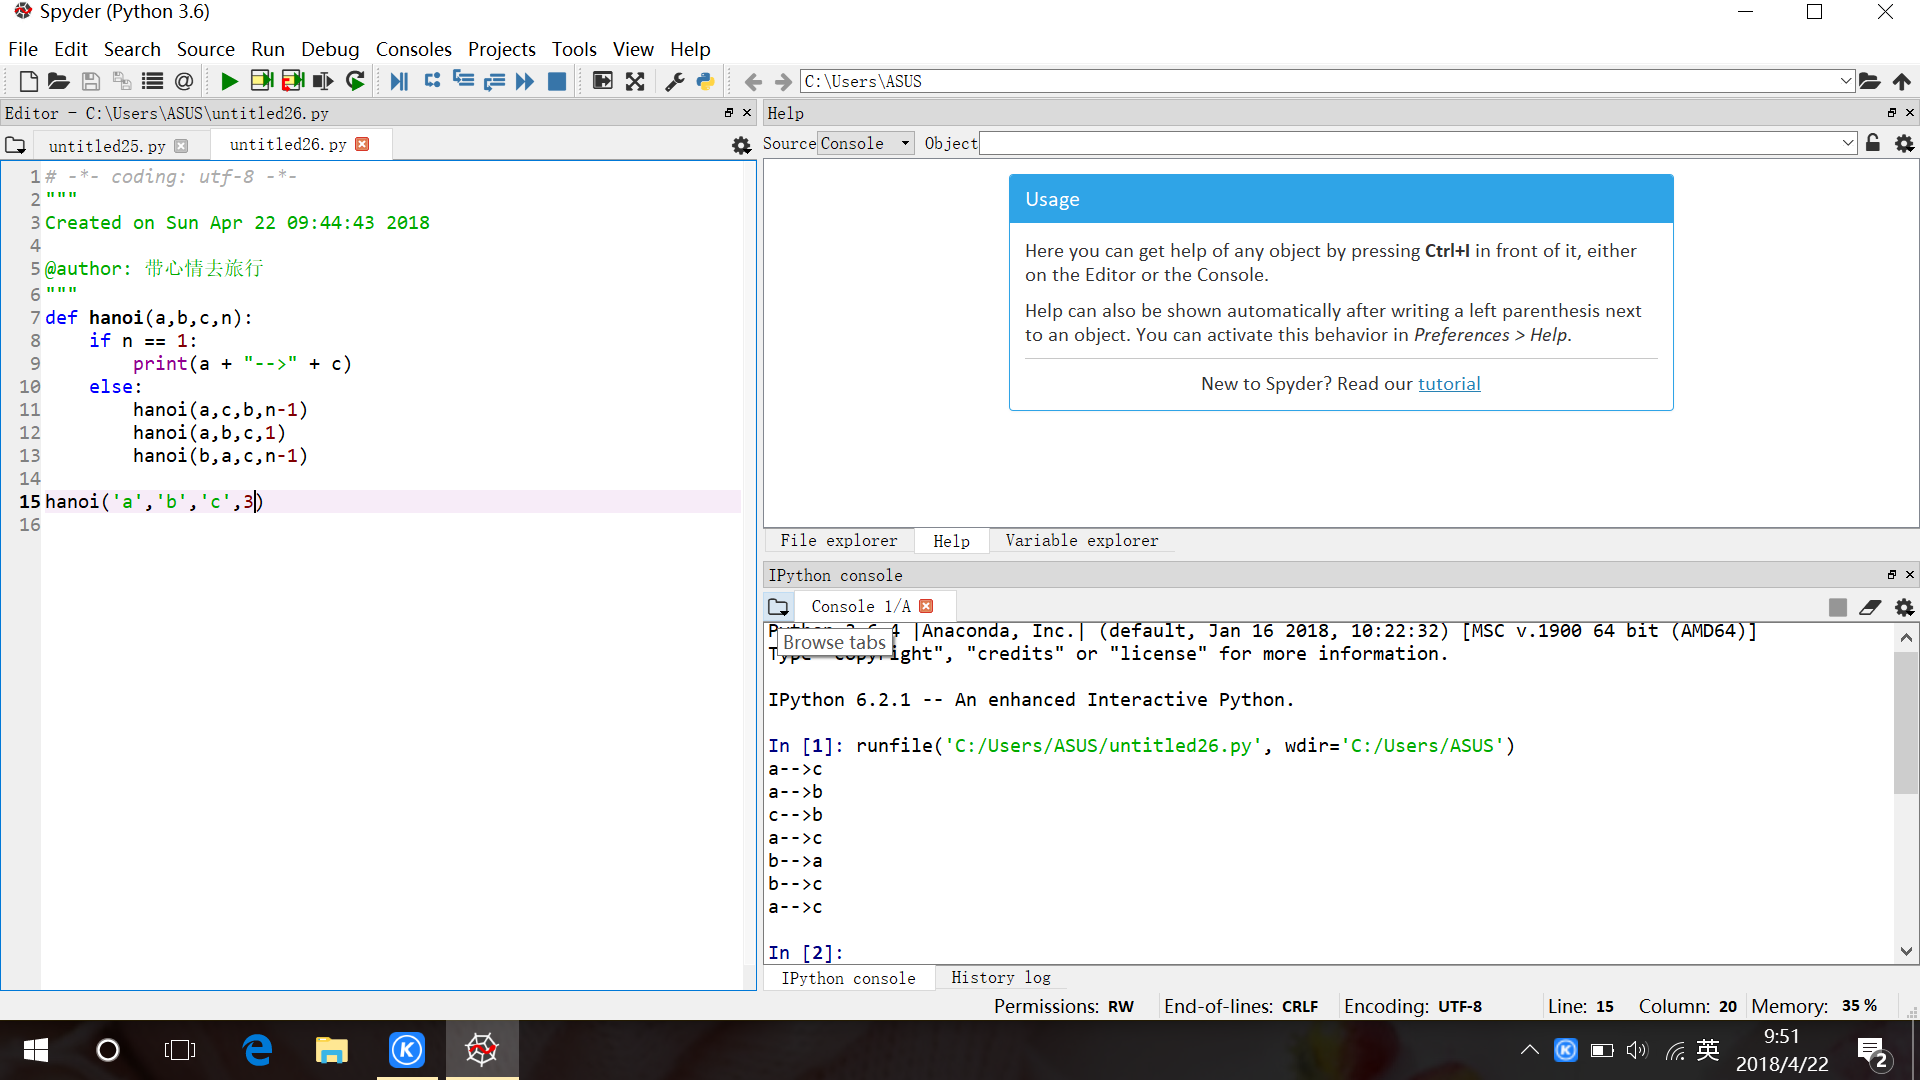 Spyder (Python 3.6)
File Edit Search Source Run Debug Consoles Projects Tools View Help
C:\Users\ASUS
Editor - C:\Users\ASUS\untitled26.py
untitled25.py untitled26.py
1 # -*- coding: utf-8 -*-
2 """
3 Created on Sun Apr 22 09:44:43 2018
4
5 @author: 带心情去旅行
6 """
7 def hanoi(a,b,c,n):
8     if n == 1:
9         print(a + "-->" + c)
10     else:
11         hanoi(a,c,b,n-1)
12         hanoi(a,b,c,1)
13         hanoi(b,a,c,n-1)
14
15 hanoi('a','b','c',3)
16
Help
Source Console Object
Usage
Here you can get help of any object by pressing Ctrl+I in front of it, either
on the Editor or the Console.
Help can also be shown automatically after writing a left parenthesis next
to an object. You can activate this behavior in Preferences > Help.
New to Spyder? Read our tutorial
File explorer Help Variable explorer
IPython console
Console 1/A
4 |Anaconda, Inc.| (default, Jan 16 2018, 10:22:32) [MSC v.1900 64 bit (AMD64)]
Browse tabs
"credits" or "license" for more information.
IPython 6.2.1 -- An enhanced Interactive Python.
In [1]: runfile('C:/Users/ASUS/untitled26.py', wdir='C:/Users/ASUS')
a-->c
a-->b
c-->b
a-->c
b-->a
b-->c
a-->c
In [2]:
IPython console History log
Permissions: RW End-of-lines: CRLF Encoding: UTF-8 Line: 15 Column: 20 Memory: 35 %
英
9:51
2018/4/22
2